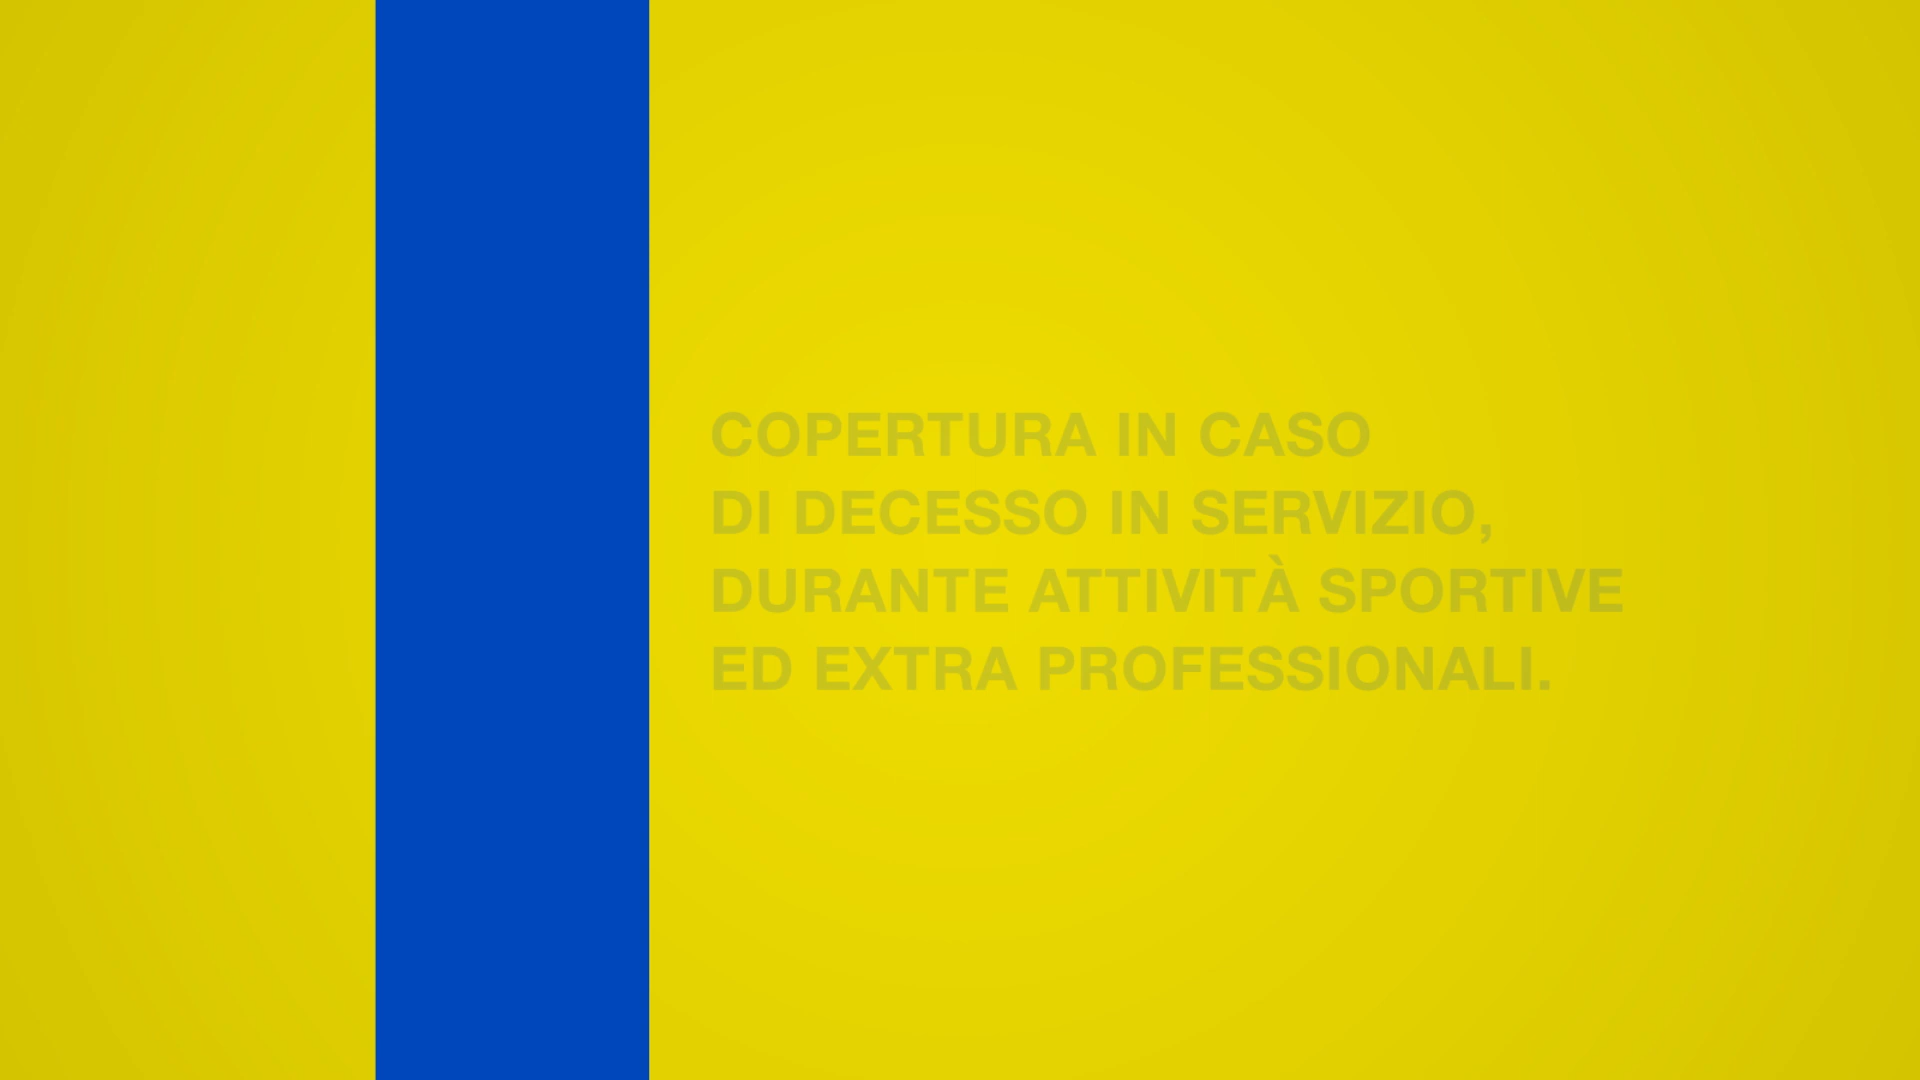 COPERTURA IN CASO
DI DECESSO IN SERVIZIO,
DURANTE ATTIVITÀ SPORTIVE
ED EXTRA PROFESSIONALI.